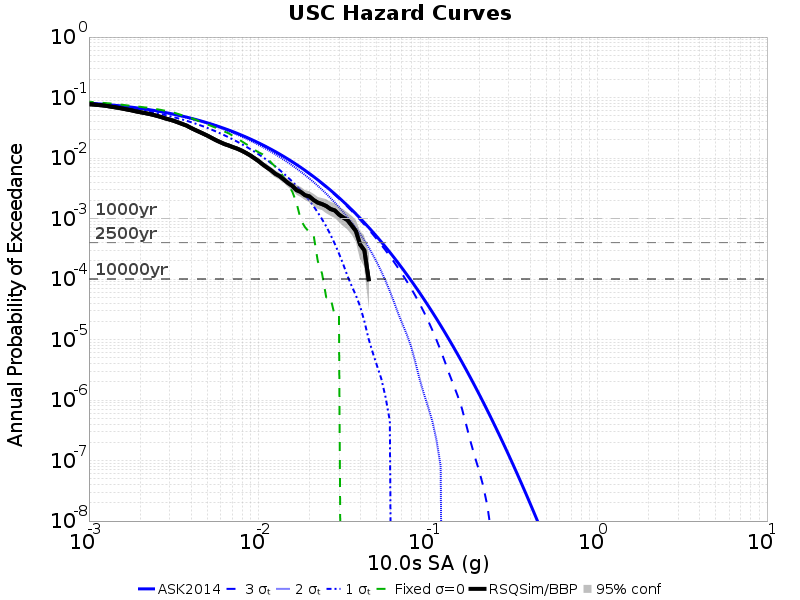 USC Hazard Curves
10^0
10^-1
10^-2
10^-3
10^-4
10^-5
10^-6
10^-7
10^-8
Annual Probability of Exceedance
1000yr
2500yr
10000yr
10^-3 10^-2 10^-1 10^0 10^1
10.0s SA (g)
ASK2014 3 σₜ 2 σₜ 1 σₜ Fixed σ=0 RSQSim/BBP 95% conf